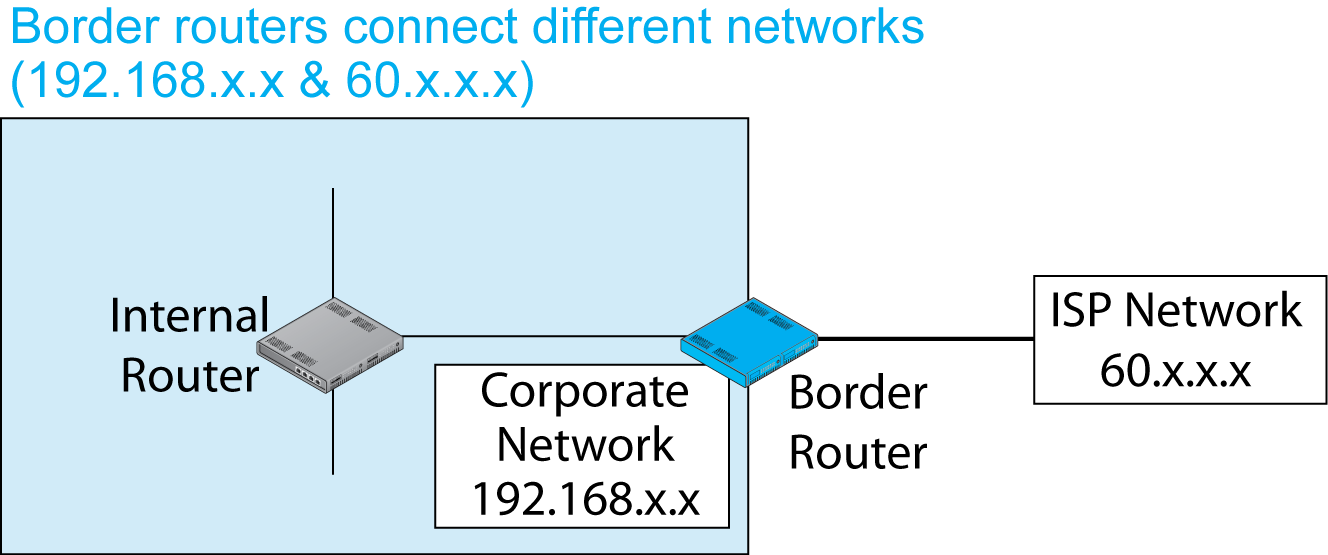 Border routers connect different networks
(192.168.x.x & 60.x.x.x)
Internal
Router
Corporate
Network
192.168.x.x
Border
Router
ISP Network
60.x.x.x